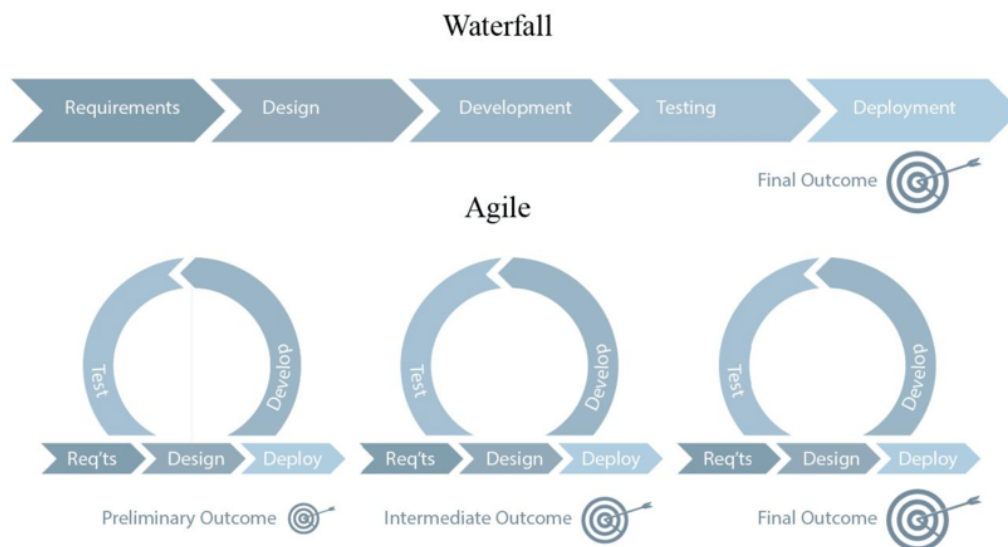 Waterfall
Requirements Design Development Testing Deployment
Final Outcome
Agile
Test Develop Test Develop Test Develop
Req'ts Design Deploy Req'ts Design Deploy Req'ts Design Deploy
Preliminary Outcome Intermediate Outcome Final Outcome